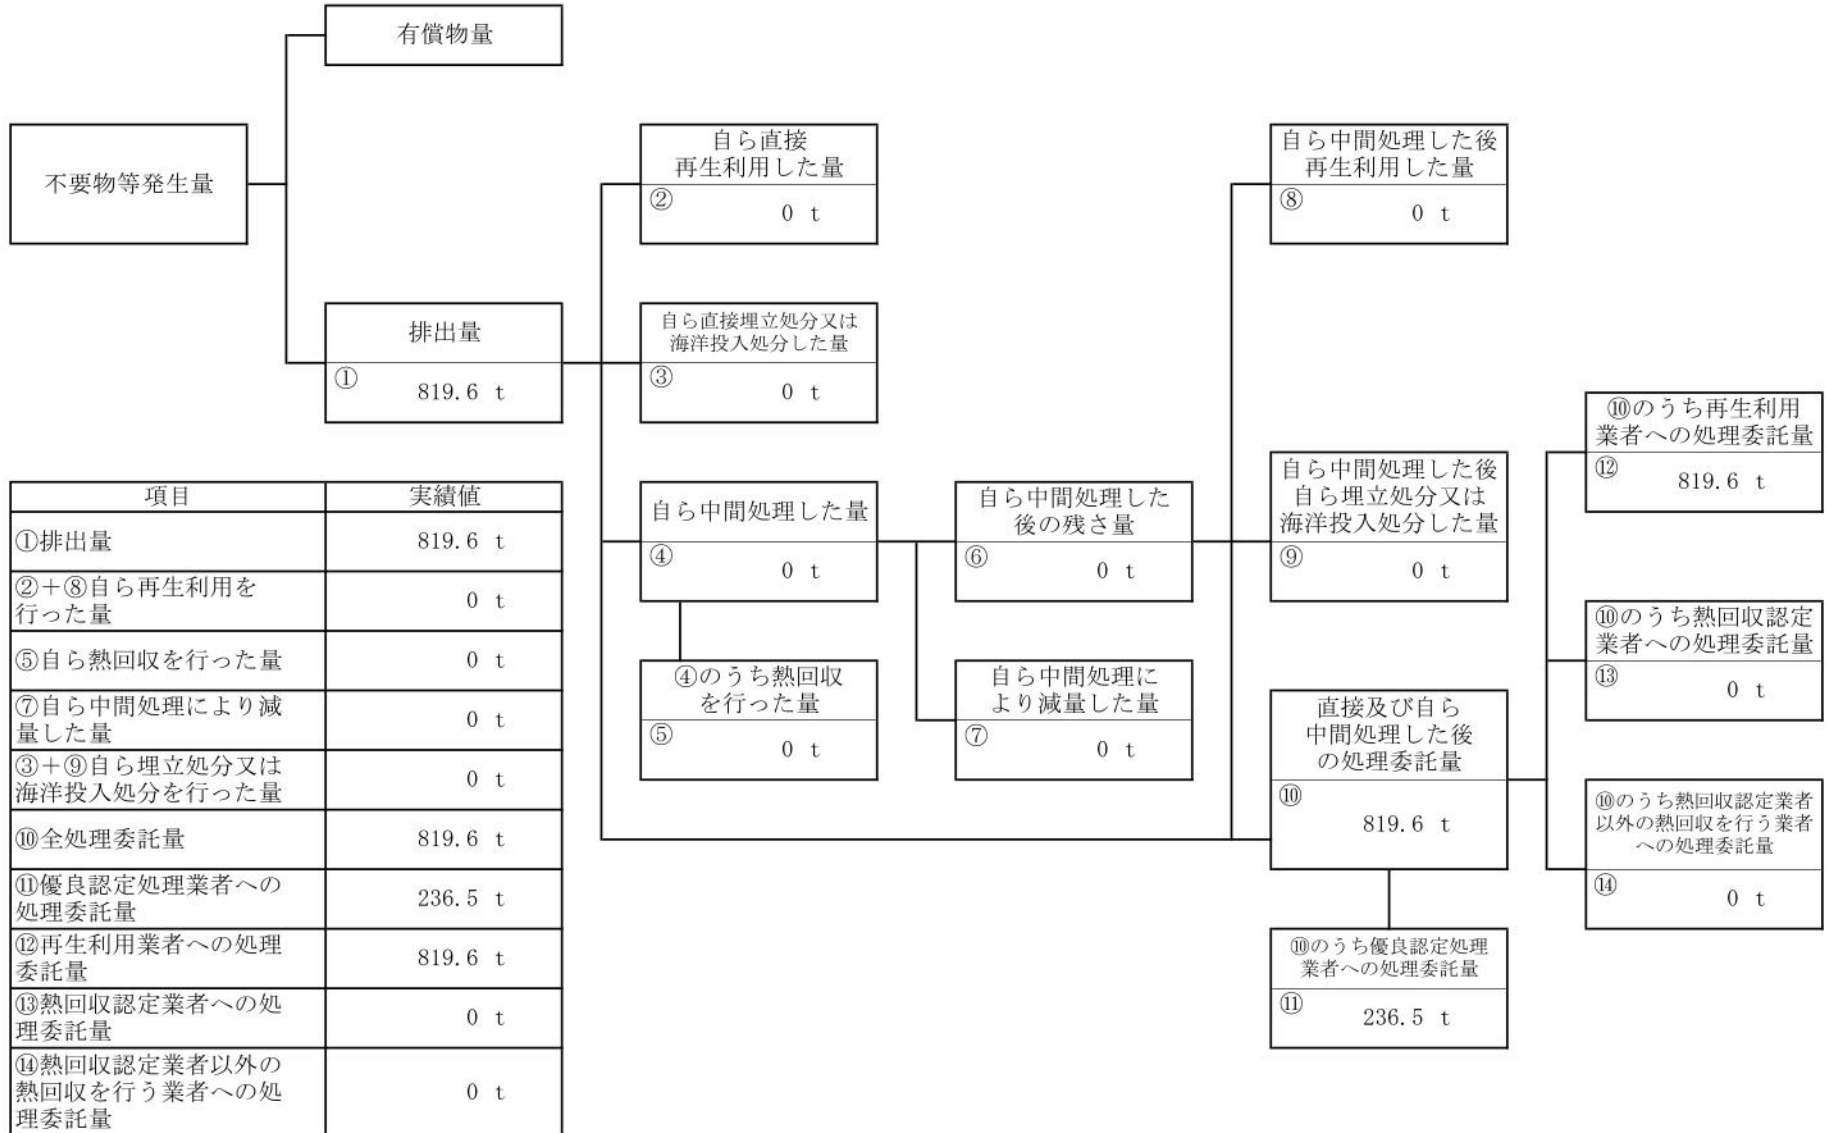 有償物量
不要物等発生量
排出量
①
819.6 t
自ら直接
再生利用した量
②
0 t
自ら直接埋立処分又は
海洋投入処分した量
③
0 t
自ら中間処理した量
④
0 t
④のうち熱回収
を行った量
⑤
0 t
自ら中間処理した
後の残さ量
⑥
0 t
自ら中間処理に
より減量した量
⑦
0 t
自ら中間処理した後
再生利用した量
⑧
0 t
自ら中間処理した後
自ら埋立処分又は
海洋投入処分した量
⑨
0 t
直接及び自ら
中間処理した後
の処理委託量
⑩
819.6 t
⑩のうち優良認定処理
業者への処理委託量
⑪
236.5 t
⑩のうち再生利用
業者への処理委託量
⑫
819.6 t
⑩のうち熱回収認定
業者への処理委託量
⑬
0 t
⑩のうち熱回収認定業者
以外の熱回収を行う業者
への処理委託量
⑭
0 t
項目 実績値
①排出量 819.6 t
②+⑧自ら再生利用を
行った量 0 t
⑤自ら熱回収を行った量 0 t
⑦自ら中間処理により減
量した量 0 t
③+⑨自ら埋立処分又は
海洋投入処分を行った量 0 t
⑩全処理委託量 819.6 t
⑪優良認定処理業者への
処理委託量 236.5 t
⑫再生利用業者への処理
委託量 819.6 t
⑬熱回収認定業者への処
理委託量 0 t
⑭熱回収認定業者以外の
熱回収を行う業者への処
理委託量 0 t